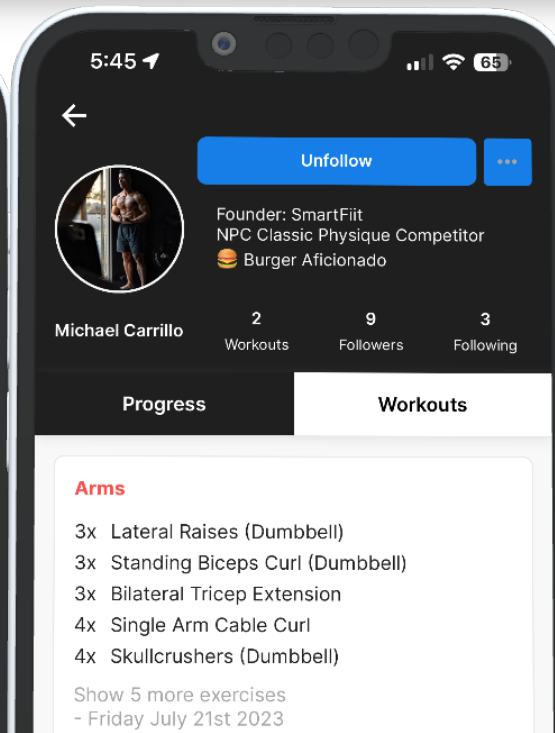 5:45
65
Unfollow
Founder: SmartFiit
NPC Classic Physique Competitor
🍔 Burger Aficionado
Michael Carrillo
2
Workouts
9
Followers
3
Following
Progress
Workouts
Arms
3x Lateral Raises (Dumbbell)
3x Standing Biceps Curl (Dumbbell)
3x Bilateral Tricep Extension
4x Single Arm Cable Curl
4x Skullcrushers (Dumbbell)
Show 5 more exercises
- Friday July 21st 2023